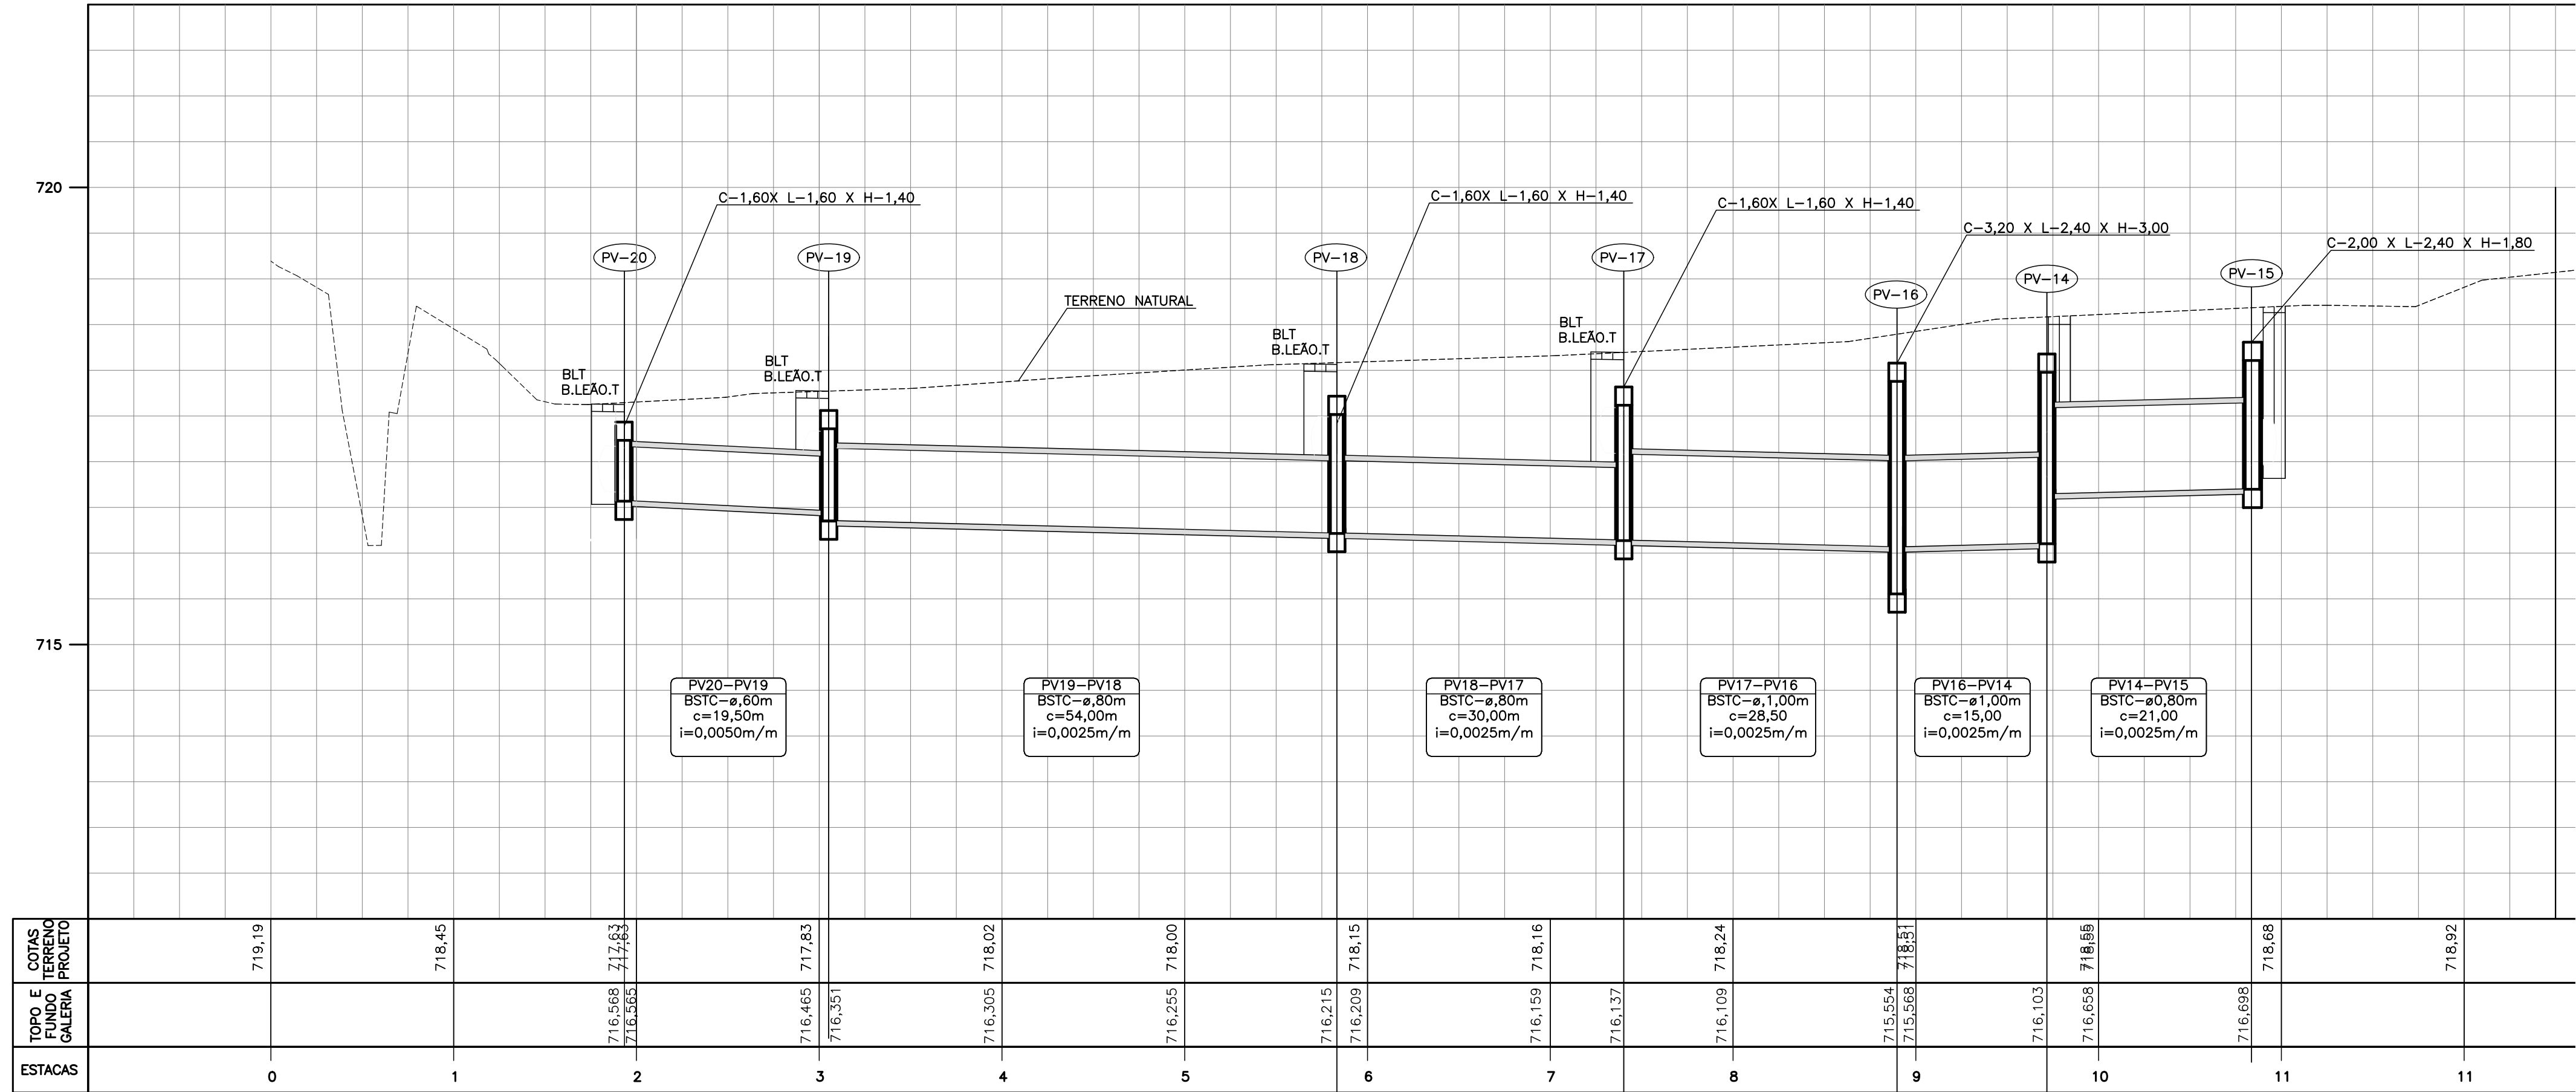 720
715
C-1,60X L-1,60 X H-1,40
C-1,60X L-1,60 X H-1,40
C-1,60X L-1,60 X H-1,40
C-3,20 X L-2,40 X H-3,00
C-2,00 X L-2,40 X H-1,80
PV-20
PV-19
PV-18
PV-17
PV-16
PV-14
PV-15
TERRENO NATURAL
BLT
B.LEÃO.T
BLT
B.LEÃO.T
BLT
B.LEÃO.T
BLT
B.LEÃO.T
PV20-PV19
BSTC-ø,60m
c=19,50m
i=0,0050m/m
PV19-PV18
BSTC-ø,80m
c=54,00m
i=0,0025m/m
PV18-PV17
BSTC-ø,80m
c=30,00m
i=0,0025m/m
PV17-PV16
BSTC-ø,1,00m
c=28,50
i=0,0025m/m
PV16-PV14
BSTC-ø1,00m
c=15,00
i=0,0025m/m
PV14-PV15
BSTC-ø0,80m
c=21,00
i=0,0025m/m
COTAS
TERRENO
PROJETO
719,19
718,45
717,63
717,63
717,83
718,02
718,00
718,15
718,16
718,24
718,51
718,51
718,68
718,92
TOPO E
FUNDO
GALERIA
716,568
716,565
716,465
716,351
716,305
716,255
716,215
716,209
716,159
716,137
716,109
715,554
715,568
716,103
716,658
716,698
ESTACAS
0
1
2
3
4
5
6
7
8
9
10
11
11